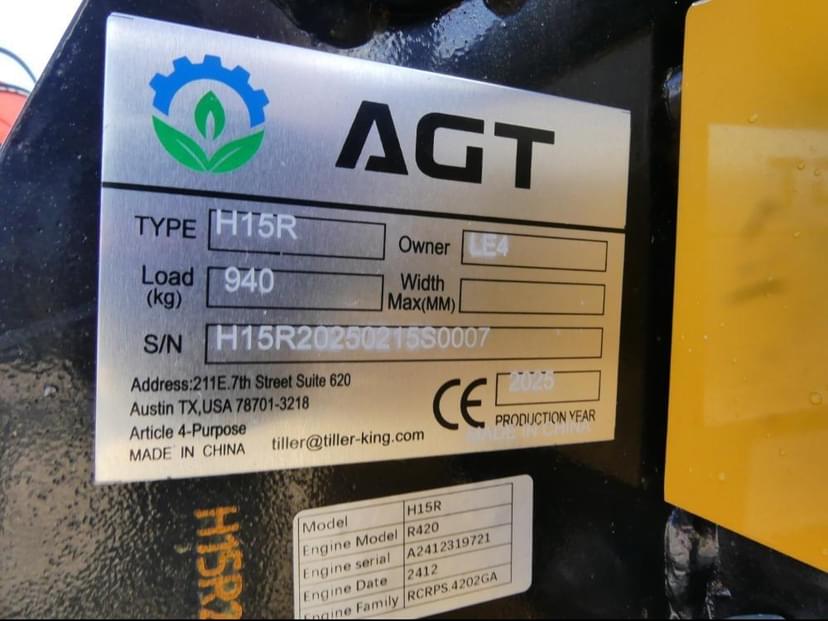 AGT
TYPE H15R Owner LE4
Load (kg) 940 Width Max(MM)
S/N H15R20250215S0007
Address:211E.7th Street Suite 620
Austin TX,USA 78701-3218
Article 4-Purpose
MADE IN CHINA tiller@tiller-king.com
CE 2025
PRODUCTION YEAR
MADE IN CHINA
H15R
Model H15R
Engine Model R420
Engine serial A2412319721
Engine Date 2412
Engine Family RCRPS.4202GA